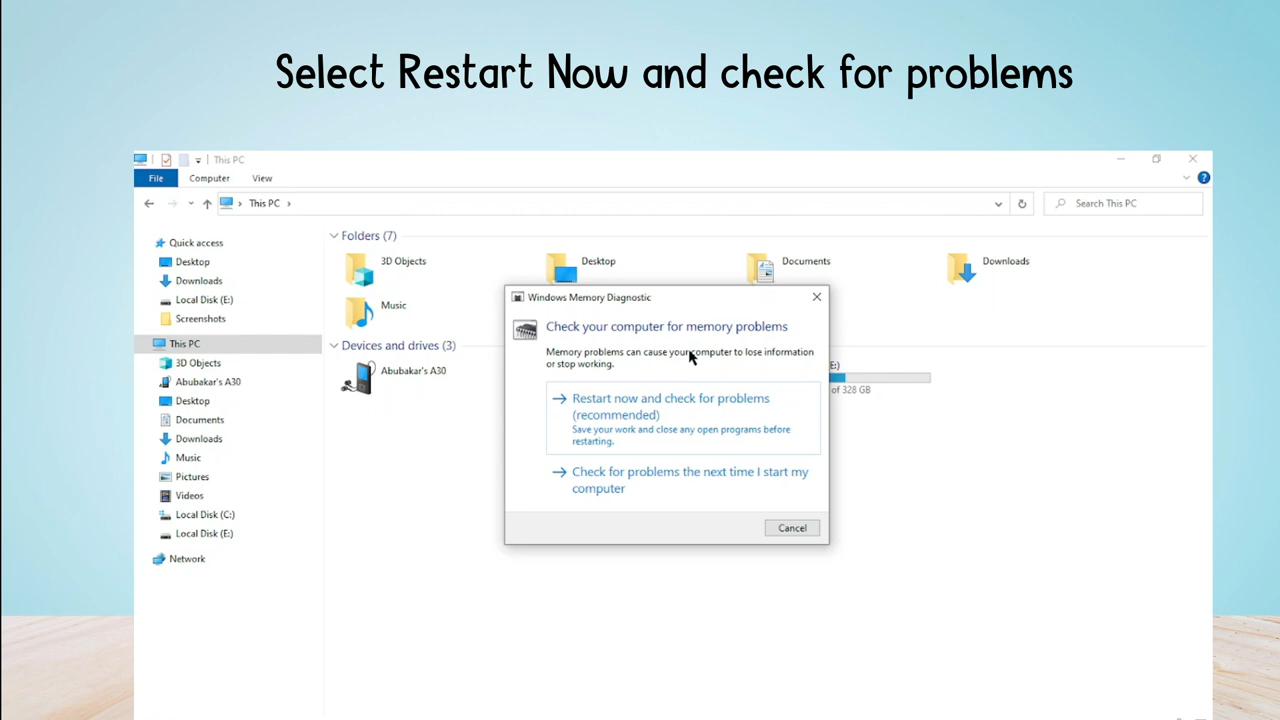 Select Restart Now and check for problems
This PC
File Computer View
This PC
Search This PC
Quick access
Desktop
Downloads
Local Disk (E:)
Screenshots
This PC
3D Objects
Abubakar's A30
Desktop
Documents
Downloads
Music
Pictures
Videos
Local Disk (C:)
Local Disk (E:)
Network
Folders (7)
3D Objects
Desktop
Documents
Downloads
Music
Devices and drives (3)
Abubakar's A30
E:)
of 328 GB
Windows Memory Diagnostic
Check your computer for memory problems
Memory problems can cause your computer to lose information
or stop working.
Restart now and check for problems
(recommended)
Save your work and close any open programs before
restarting.
Check for problems the next time I start my
computer
Cancel